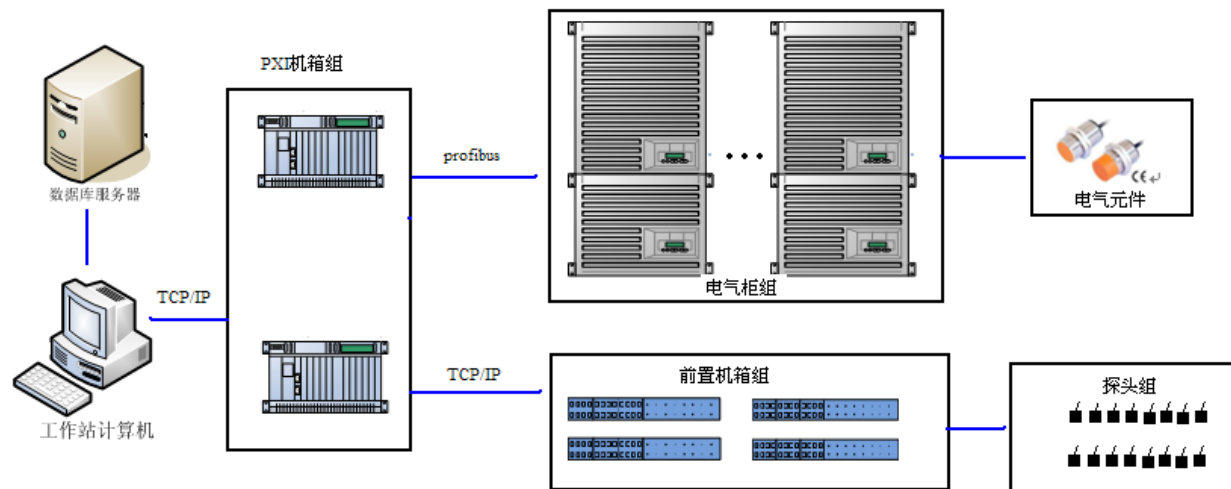 PXI机箱组
profibus
数据库服务器
电气元件
电气柜组
TCP/IP
TCP/IP
前置机箱组
探头组
工作站计算机
CE